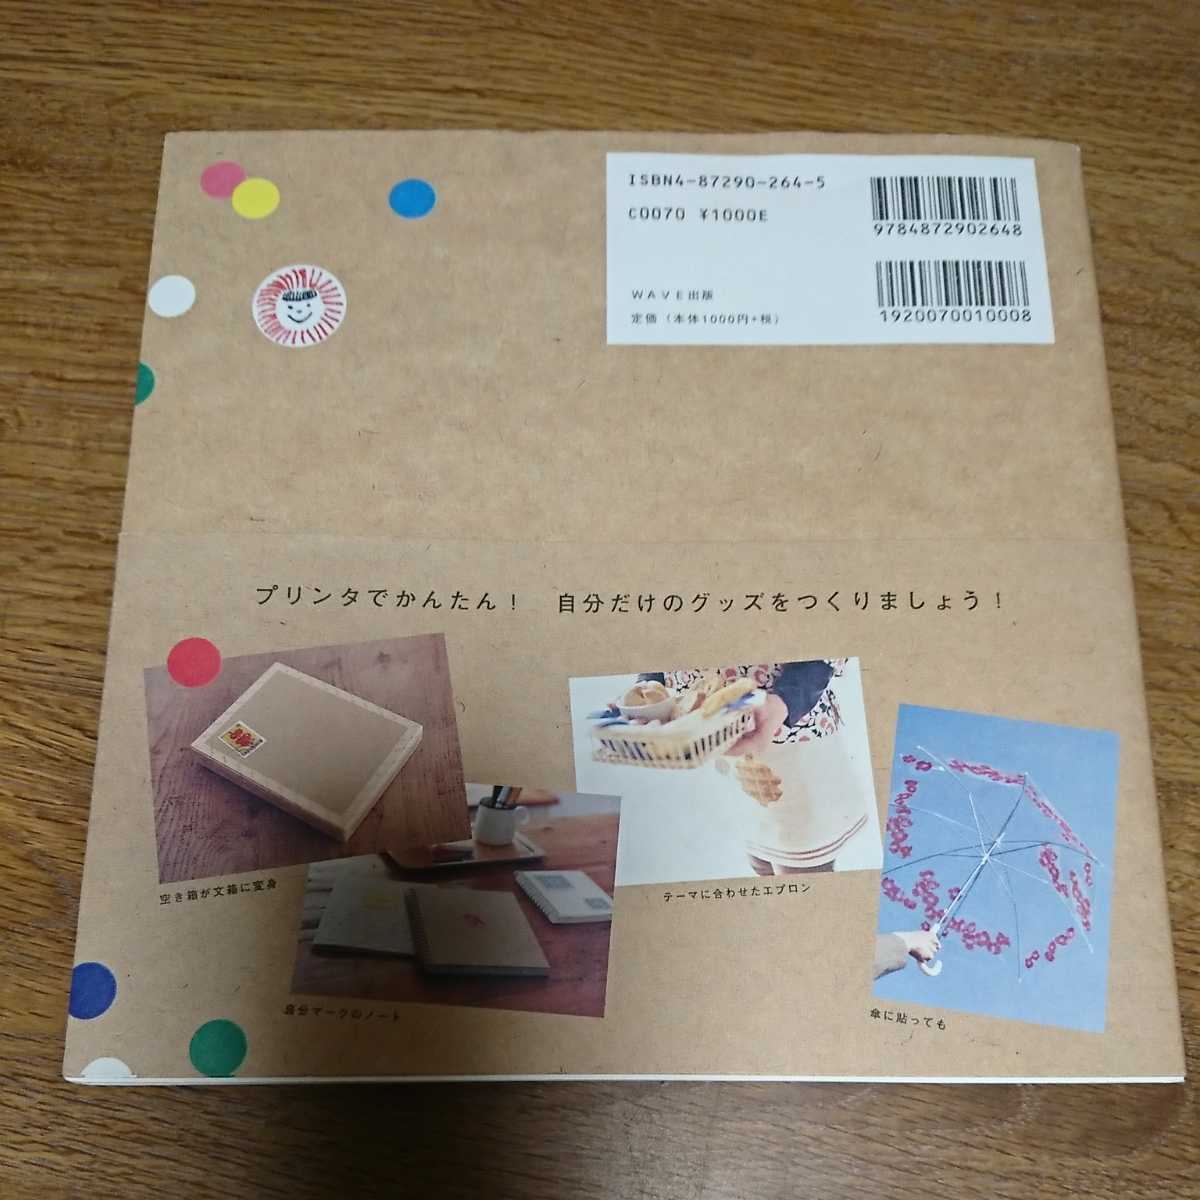 ISBN4-87290-264-5
C0070 ¥1000E
WAVE出版
定価(本体1000円+税)
9784872902648
1920070010008
プリンタでかんたん! 自分だけのグッズをつくりましょう!
空き箱が文箱に変身
自分マークのノート
テーマに合わせたエプロン
傘に貼っても